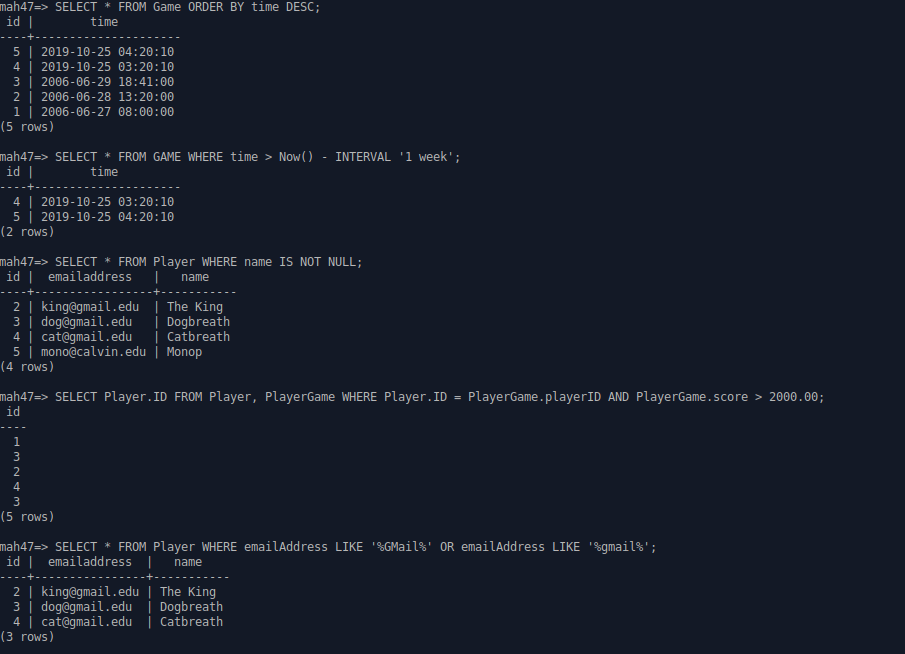 mah47=> SELECT * FROM Game ORDER BY time DESC;
 id |        time
----+---------------------
  5 | 2019-10-25 04:20:10
  4 | 2019-10-25 03:20:10
  3 | 2006-06-29 18:41:00
  2 | 2006-06-28 13:20:00
  1 | 2006-06-27 08:00:00
(5 rows)

mah47=> SELECT * FROM GAME WHERE time > Now() - INTERVAL '1 week';
 id |        time
----+---------------------
  4 | 2019-10-25 03:20:10
  5 | 2019-10-25 04:20:10
(2 rows)

mah47=> SELECT * FROM Player WHERE name IS NOT NULL;
 id |  emailaddress   |   name
----+-----------------+-----------
  2 | king@gmail.edu  | The King
  3 | dog@gmail.edu   | Dogbreath
  4 | cat@gmail.edu   | Catbreath
  5 | mono@calvin.edu | Monop
(4 rows)

mah47=> SELECT Player.ID FROM Player, PlayerGame WHERE Player.ID = PlayerGame.playerID AND PlayerGame.score > 2000.00;
 id
----
  1
  3
  2
  4
  3
(5 rows)

mah47=> SELECT * FROM Player WHERE emailAddress LIKE '%GMail%' OR emailAddress LIKE '%gmail%';
 id |  emailaddress  |   name
----+----------------+-----------
  2 | king@gmail.edu | The King
  3 | dog@gmail.edu  | Dogbreath
  4 | cat@gmail.edu  | Catbreath
(3 rows)